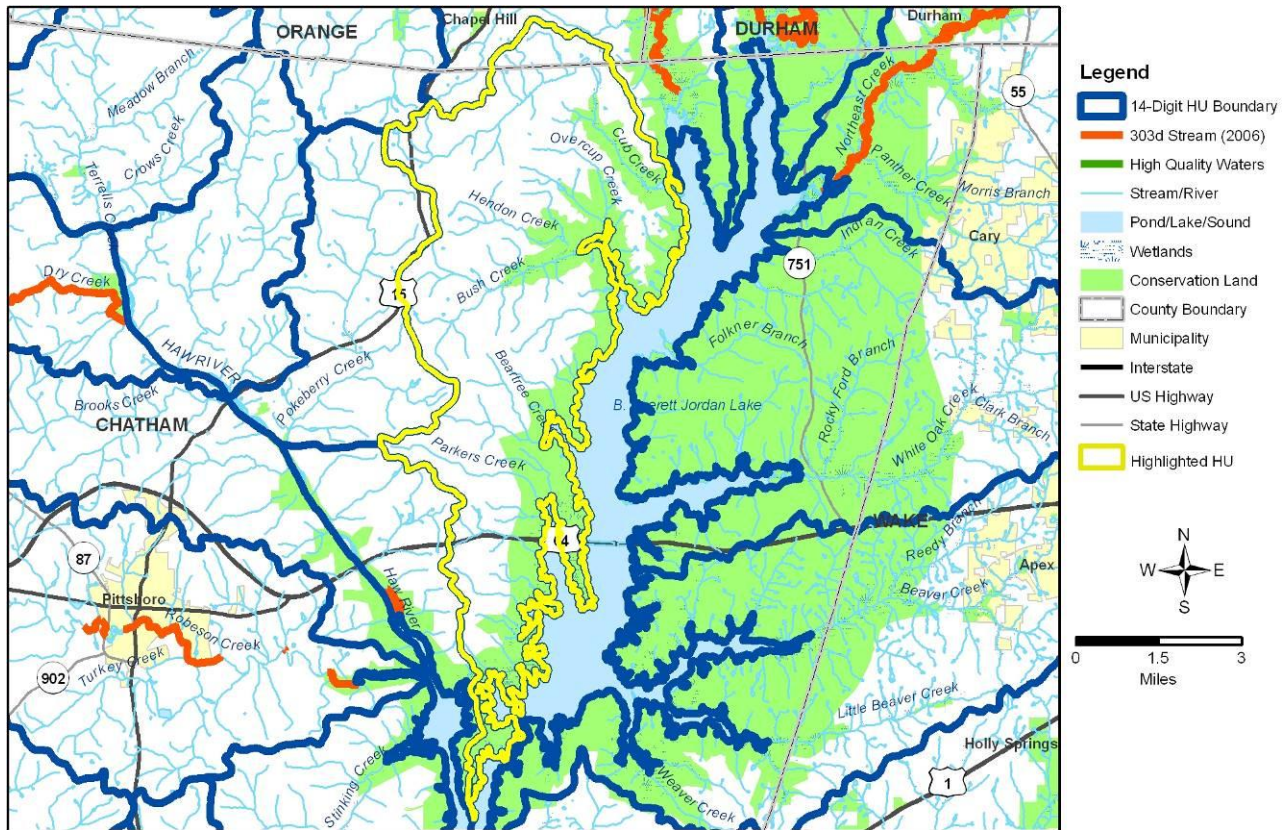 Chapel Hill
ORANGE
DURHAM
Durham
55
Meadow Branch
Crows Creek
Terrells
Overcup
Creek
Cub Creek
Northeast Creek
Panther Creek
Morris Branch
Hendon Creek
Indian Creek
Cary
751
Dry Creek
Bush Creek
15
HAW RIVER
Folkner Branch
Rocky Ford Branch
Pokeberry Creek
Bearfree Creek
Brooks Creek
CHATHAM
B. Everett Jordan Lake
White Oak Creek
Clark Branch
Parkers Creek
64
WAKE
Reedy Branch
87
Pittsboro
Haw River
Beaver Creek
Apex
Robeson Creek
Turkey Creek
902
Little Beaver Creek
Holly Springs
Stinking Creek
Weaver Creek
1
Legend
14-Digit HU Boundary
303d Stream (2006)
High Quality Waters
Stream/River
Pond/Lake/Sound
Wetlands
Conservation Land
County Boundary
Municipality
Interstate
US Highway
State Highway
Highlighted HU
N
W E
S
0 1.5 3
Miles